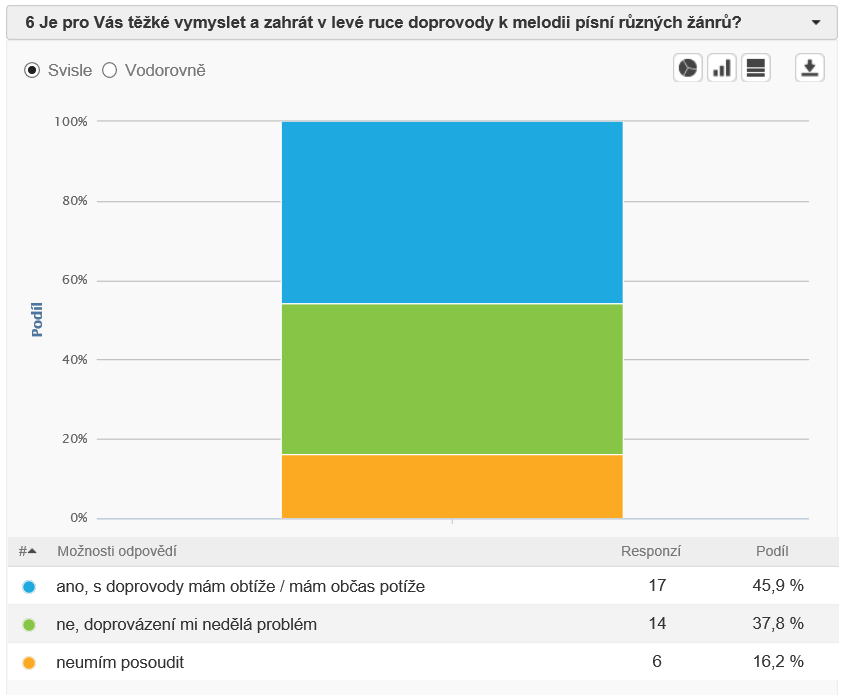 6 Je pro Vás těžké vymyslet a zahrát v levé ruce doprovody k melodii písní různých žánrů?
Svisle Vodorovně
100%
80%
60%
40%
20%
0%
Podíl
# Možnosti odpovědí Responzí Podíl
ano, s doprovody mám obtíže / mám občas potíže 17 45,9 %
ne, doprovázení mi nedělá problém 14 37,8 %
neumím posoudit 6 16,2 %